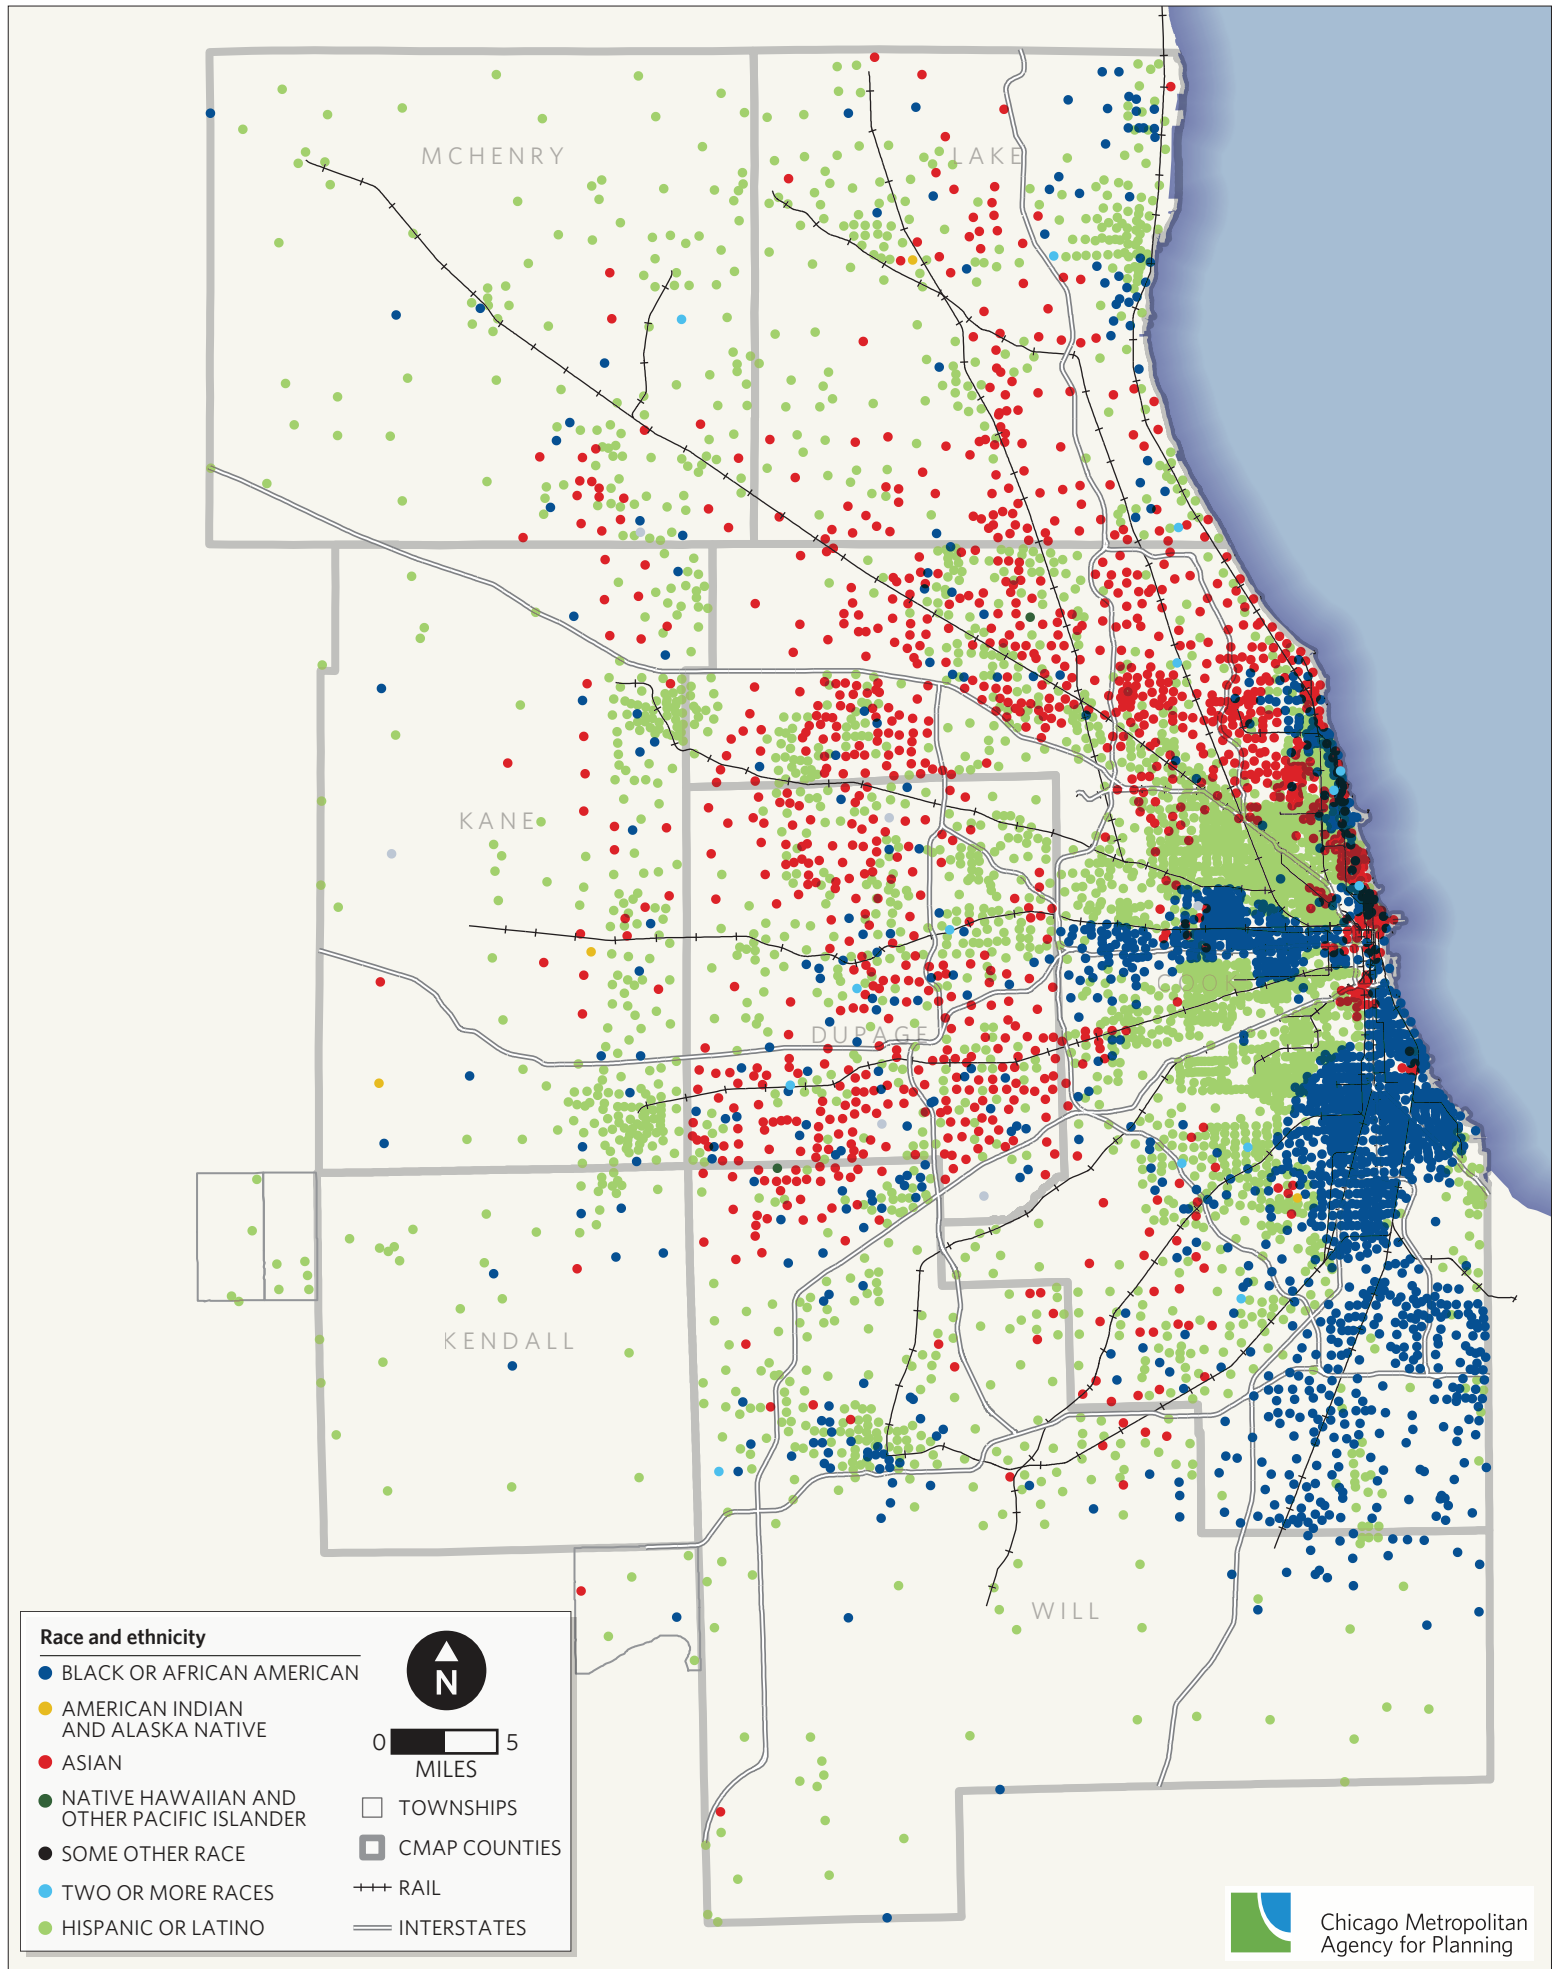 MCHENRY
LAKE
KANE
COOK
DUPAGE
KENDALL
WILL
Race and ethnicity
BLACK OR AFRICAN AMERICAN
AMERICAN INDIAN
AND ALASKA NATIVE
ASIAN
NATIVE HAWAIIAN AND
OTHER PACIFIC ISLANDER
SOME OTHER RACE
TWO OR MORE RACES
HISPANIC OR LATINO
N
0 5
MILES
TOWNSHIPS
CMAP COUNTIES
RAIL
INTERSTATES
Chicago Metropolitan
Agency for Planning